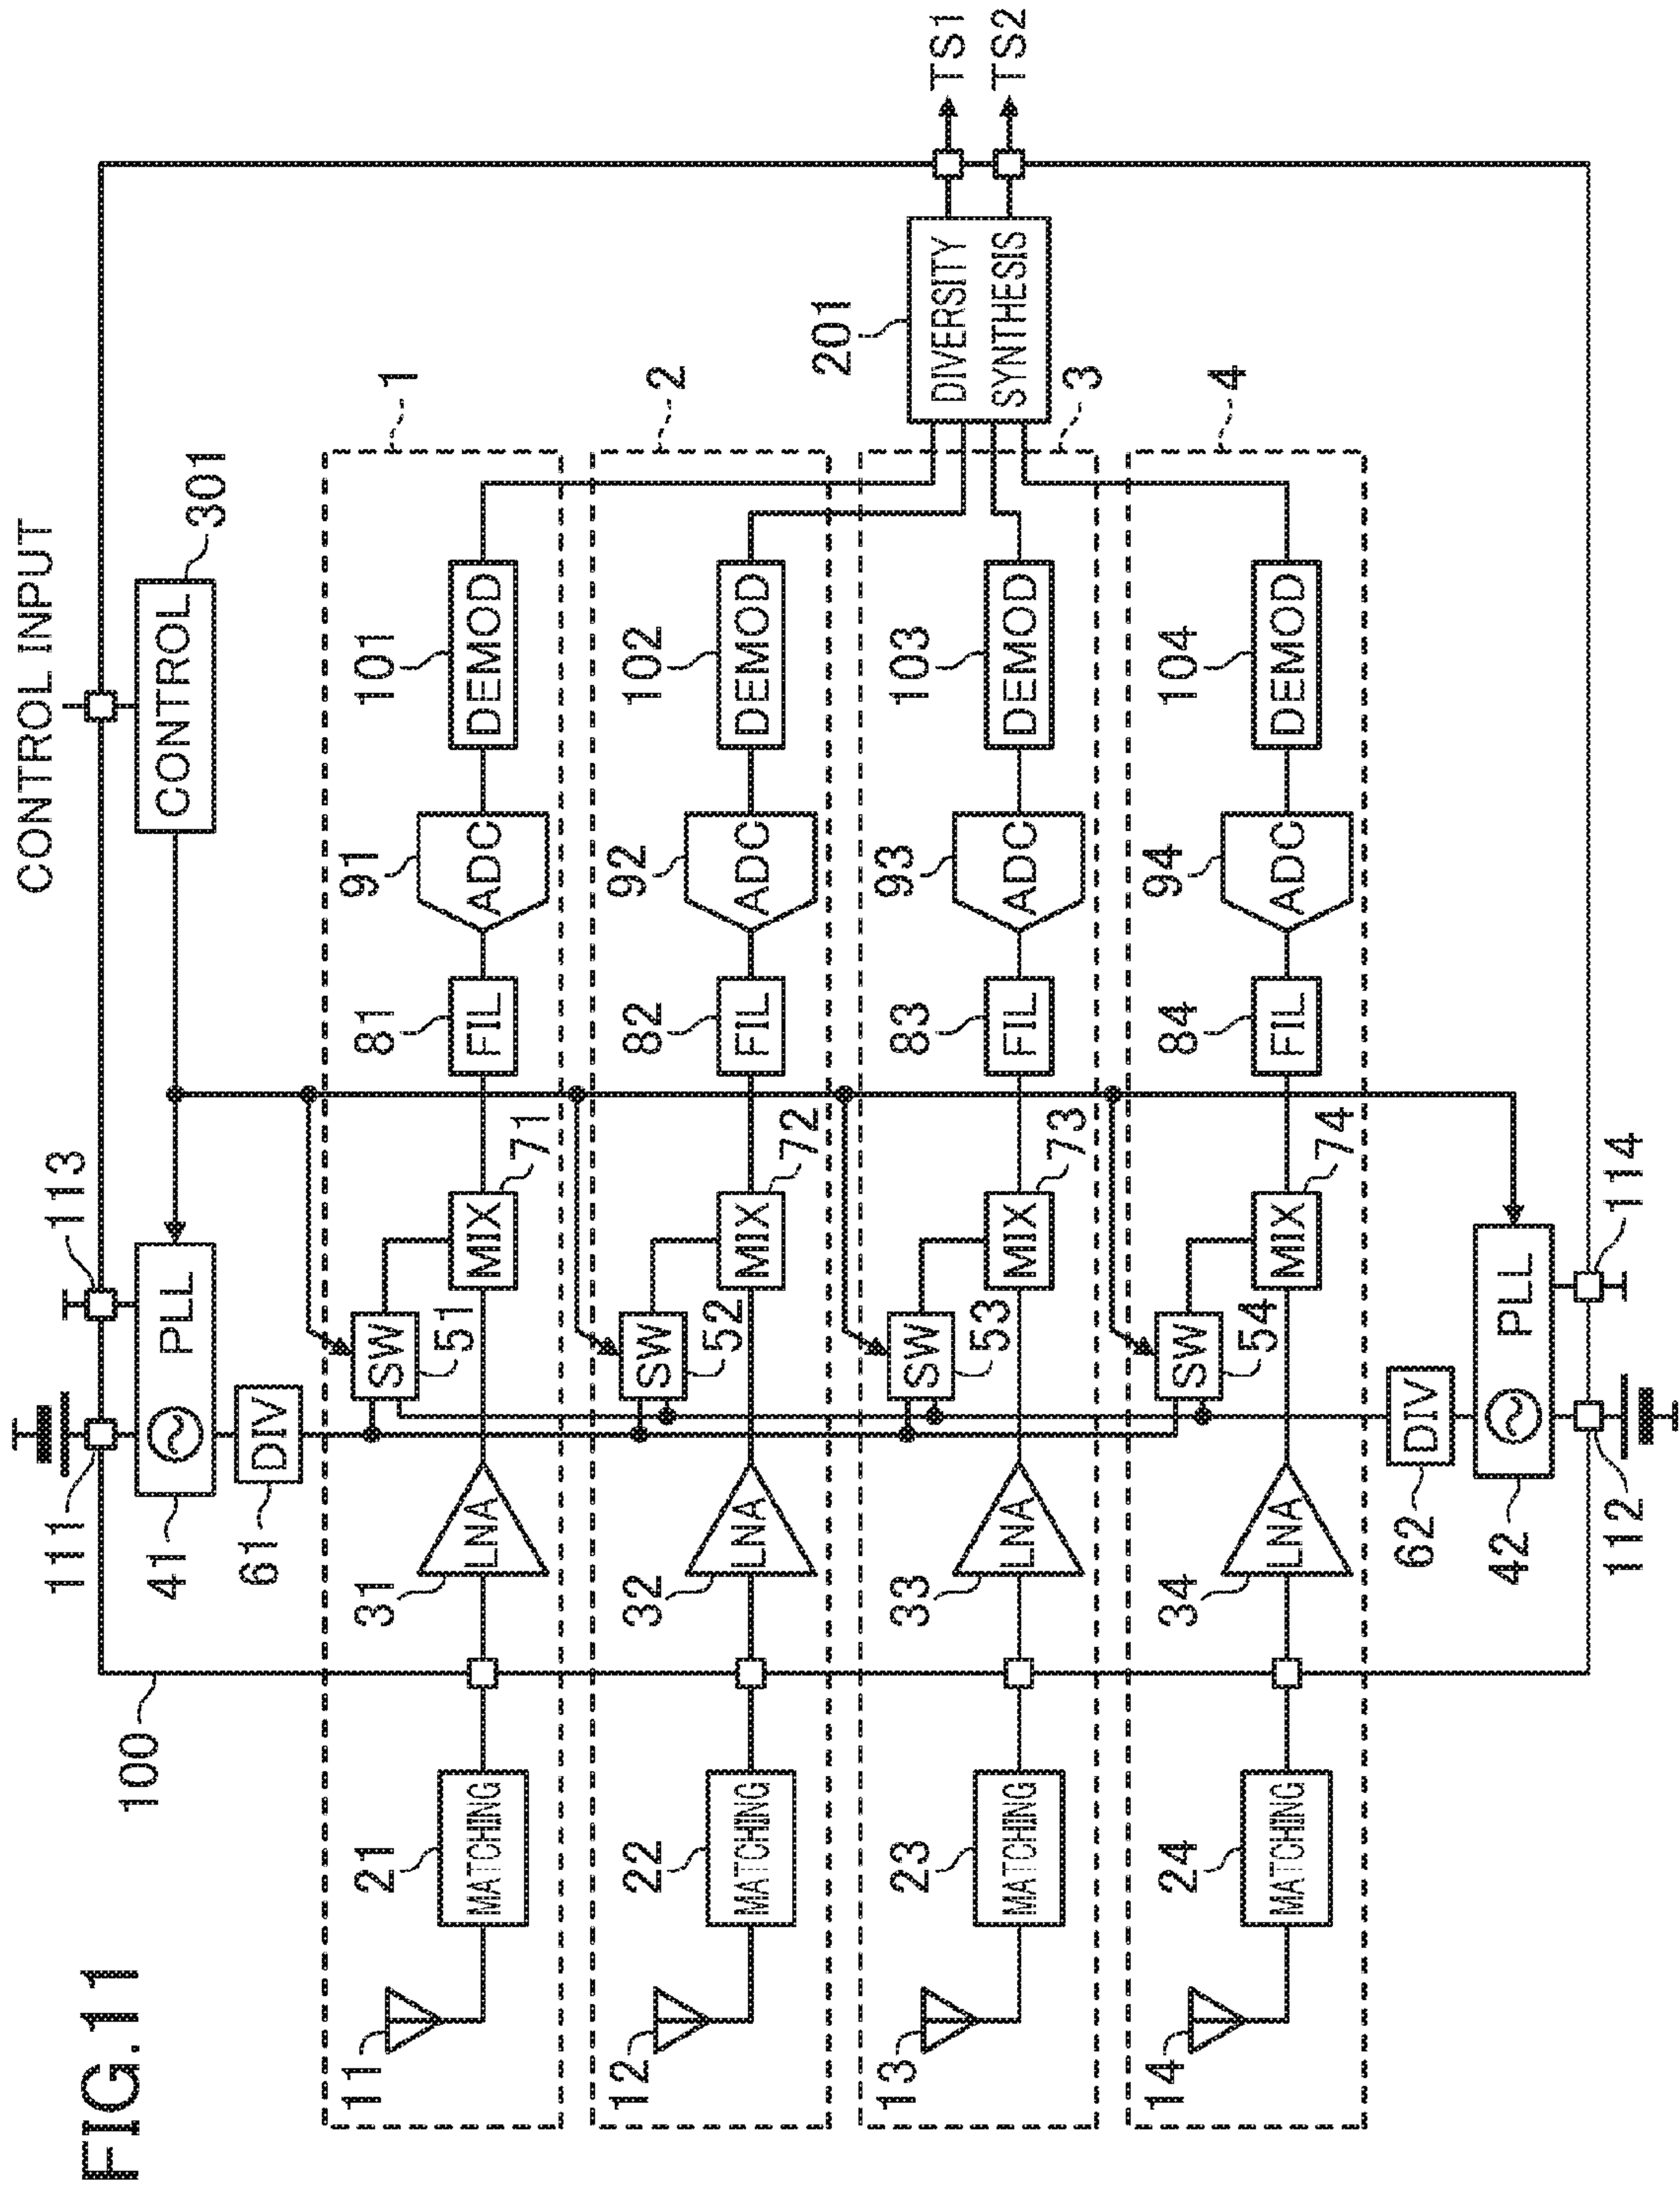 FIG.11
CONTROL INPUT
CONTROL
301
113
111
PLL
41
DIV
61
100
1
11
21
MATCHING
31
LNA
SW
51
MIX
71
81
FIL
91
ADC
101
DEMOD
2
12
22
MATCHING
32
LNA
SW
52
MIX
72
82
FIL
92
ADC
102
DEMOD
3
13
23
MATCHING
33
LNA
SW
53
MIX
73
83
FIL
93
ADC
103
DEMOD
4
14
24
MATCHING
34
LNA
SW
54
MIX
74
84
FIL
94
ADC
104
DEMOD
201
DIVERSITY
SYNTHESIS
TS1
TS2
62
DIV
42
PLL
112
114